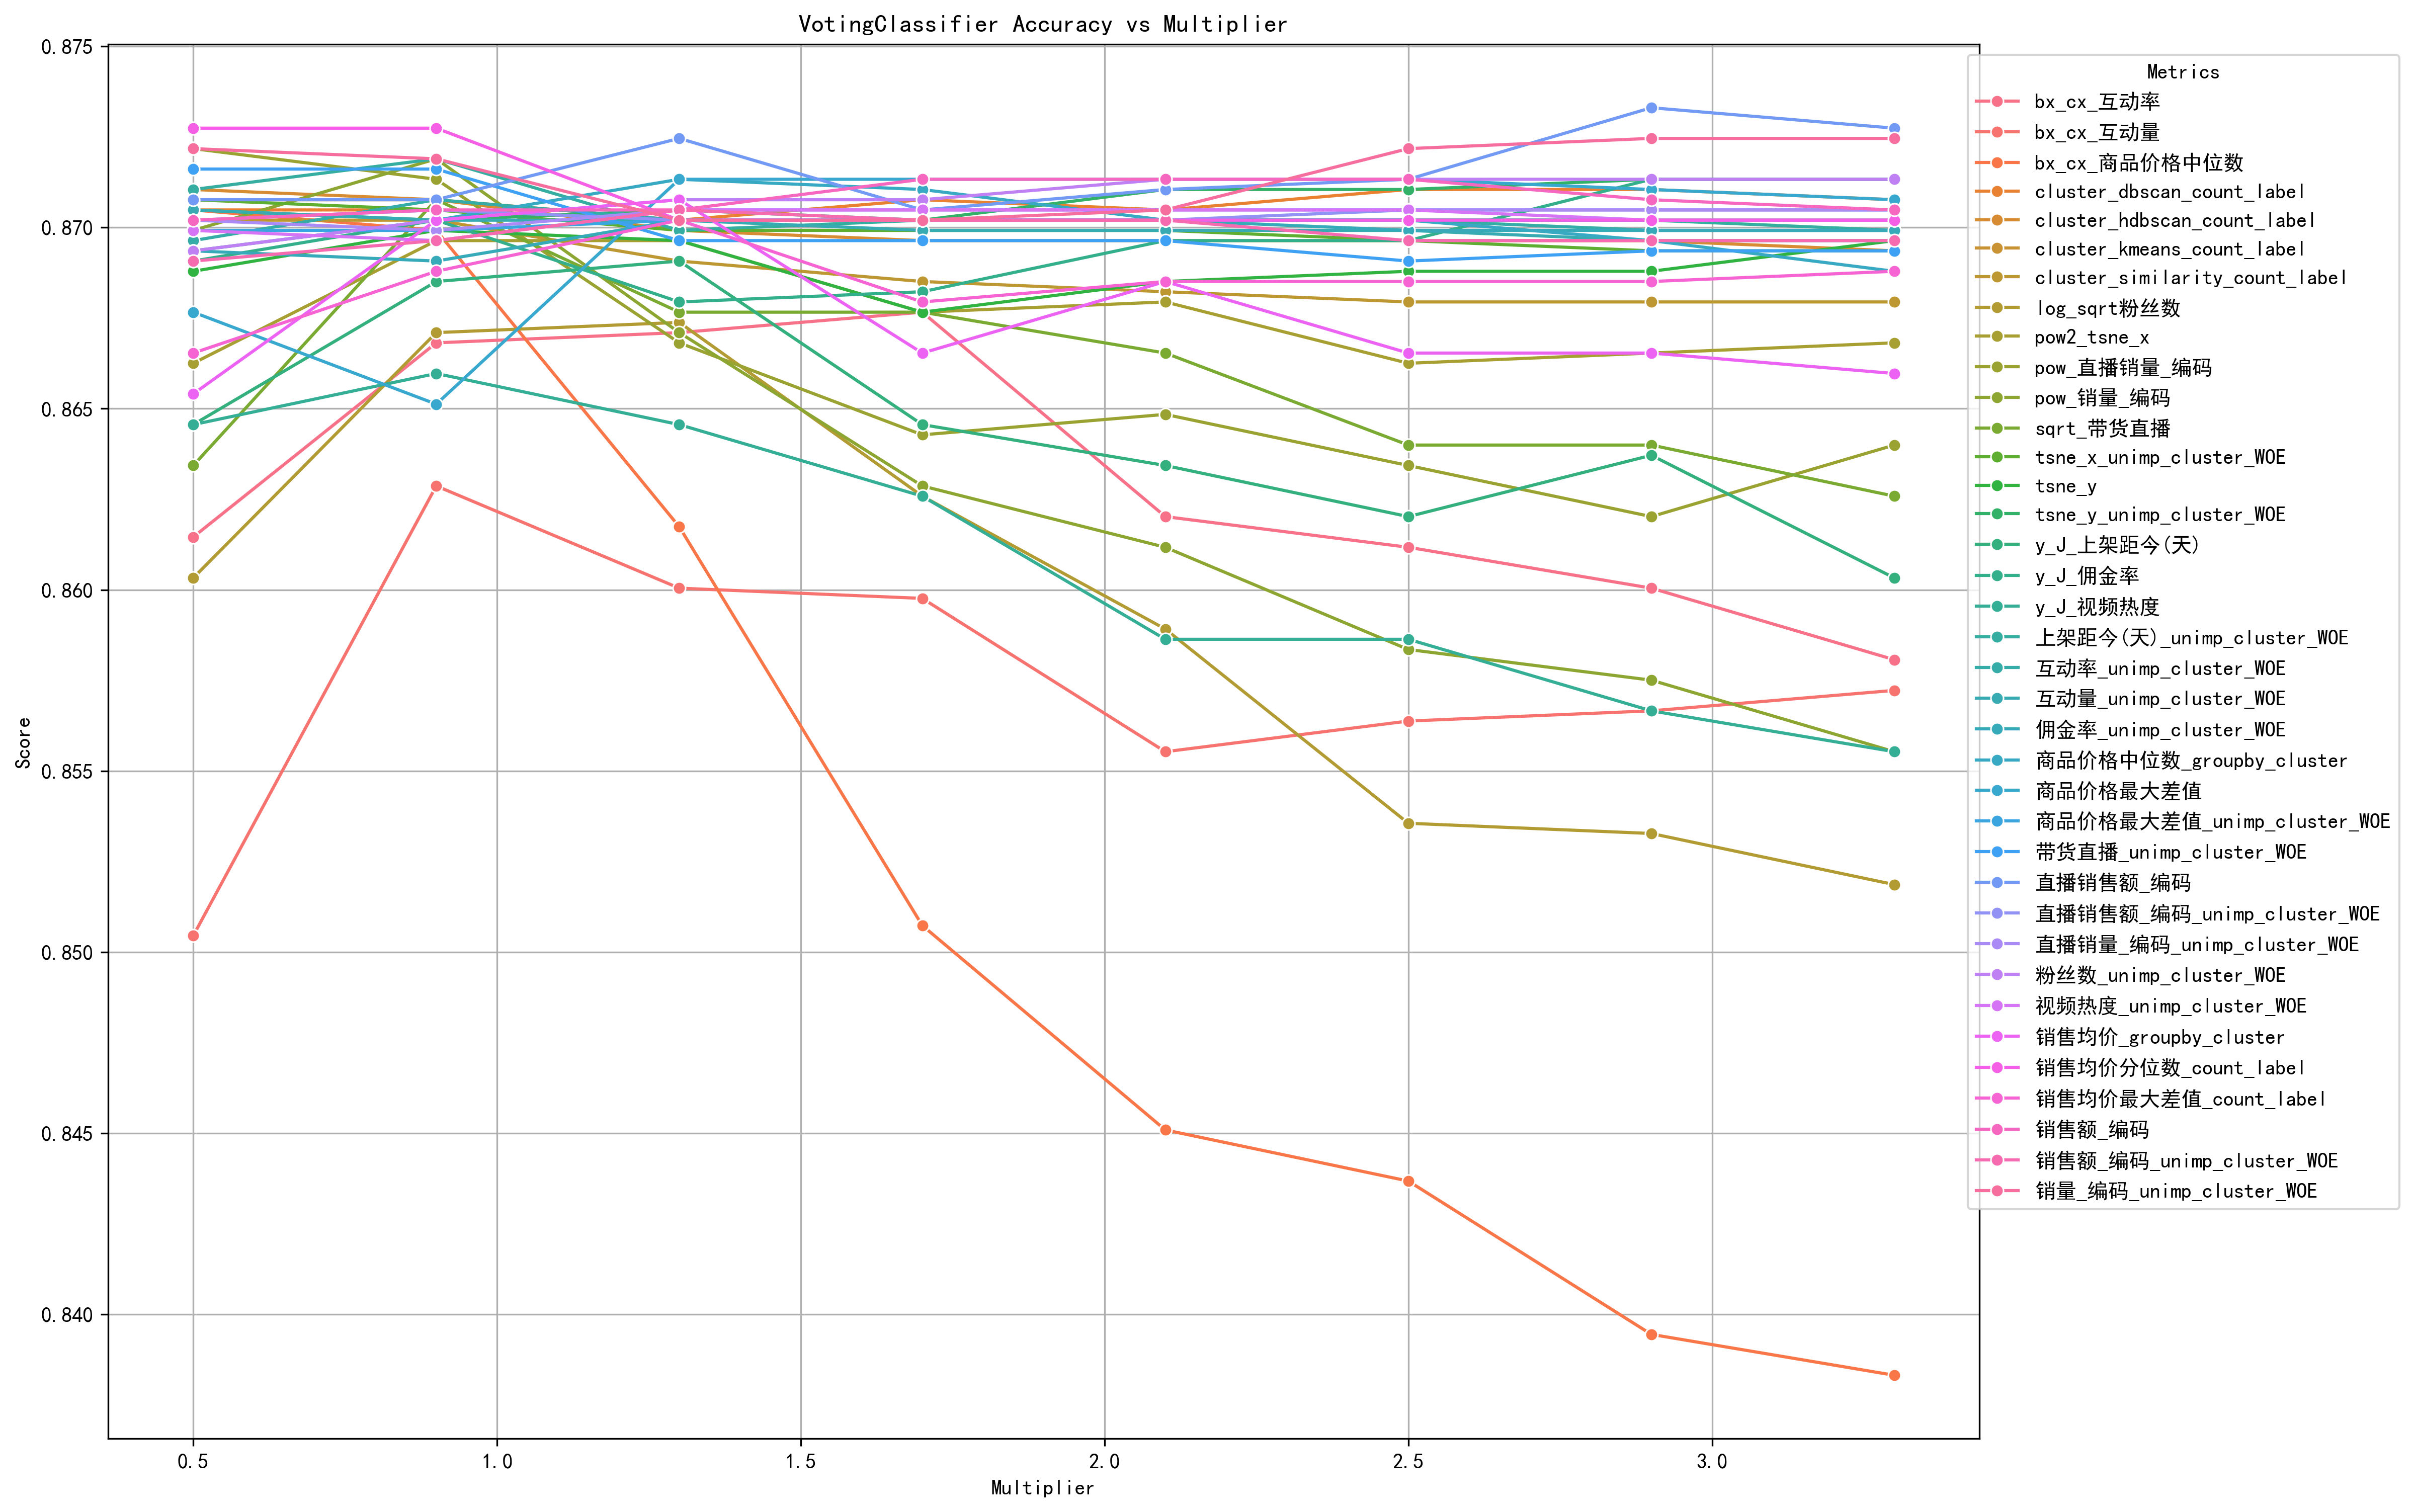 VotingClassifier Accuracy vs Multiplier
Score
0.875
0.870
0.865
0.860
0.855
0.850
0.845
0.840
0.5
1.0
1.5
2.0
2.5
3.0
Multiplier
Metrics
bx_cx_互动率
bx_cx_互动量
bx_cx_商品价格中位数
cluster_dbscan_count_label
cluster_hdbscan_count_label
cluster_kmeans_count_label
cluster_similarity_count_label
log_sqrt粉丝数
pow2_tsne_x
pow_直播销量_编码
pow_销量_编码
sqrt_带货直播
tsne_x_unimp_cluster_WOE
tsne_y
tsne_y_unimp_cluster_WOE
y_J_上架距今(天)
y_J_佣金率
y_J_视频热度
上架距今(天)_unimp_cluster_WOE
互动率_unimp_cluster_WOE
互动量_unimp_cluster_WOE
佣金率_unimp_cluster_WOE
商品价格中位数_groupby_cluster
商品价格最大差值
商品价格最大差值_unimp_cluster_WOE
带货直播_unimp_cluster_WOE
直播销售额_编码
直播销售额_编码_unimp_cluster_WOE
直播销量_编码_unimp_cluster_WOE
粉丝数_unimp_cluster_WOE
视频热度_unimp_cluster_WOE
销售均价_groupby_cluster
销售均价分位数_count_label
销售均价最大差值_count_label
销售额_编码
销售额_编码_unimp_cluster_WOE
销量_编码_unimp_cluster_WOE